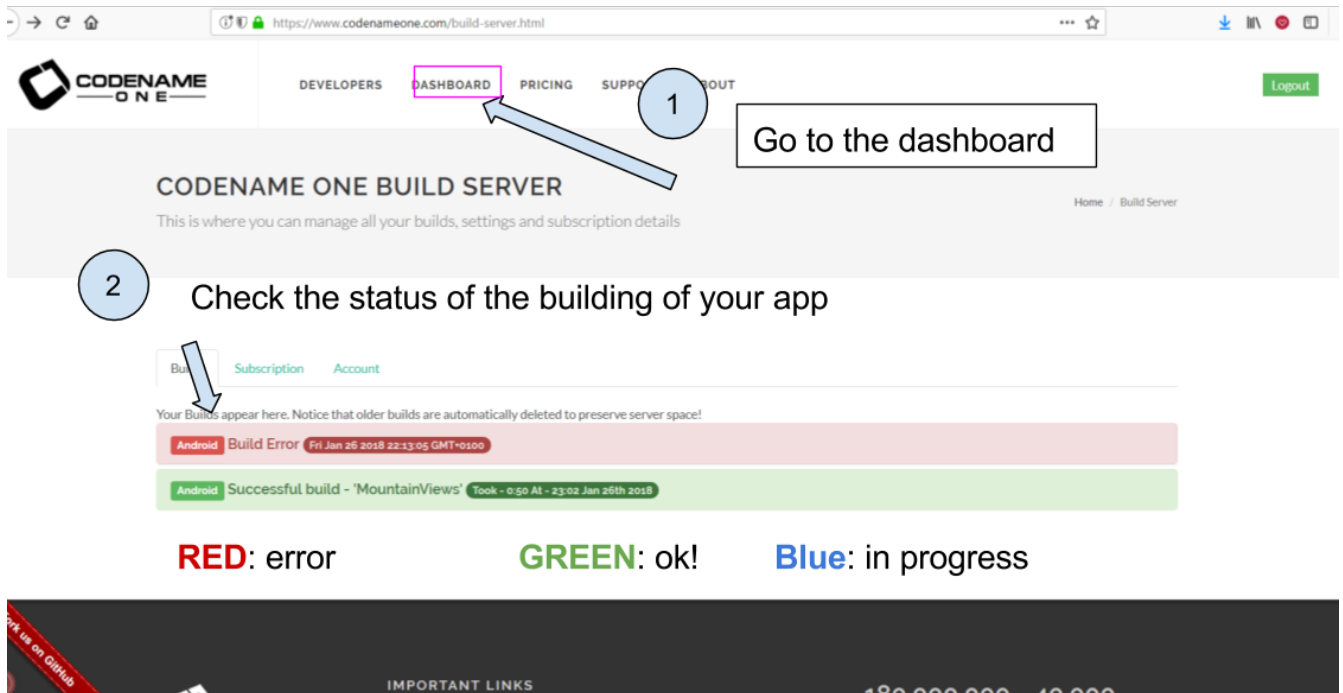 https://www.codenameone.com/build-server.html
CODENAME
ONE
DEVELOPERS DASHBOARD PRICING SUPPO BOUT
Logout
1
Go to the dashboard
CODENAME ONE BUILD SERVER
This is where you can manage all your builds, settings and subscription details
Home / Build Server
2
Check the status of the building of your app
Bu Subscription Account
Your Builds appear here. Notice that older builds are automatically deleted to preserve server space!
Android Build Error Fri Jan 26 2018 22:13:05 GMT+0100
Android Successful build - 'MountainViews' Took - 0:50 At - 23:02 Jan 26th 2018
RED: error GREEN: ok! Blue: in progress
Fork us on GitHub
IMPORTANT LINKS